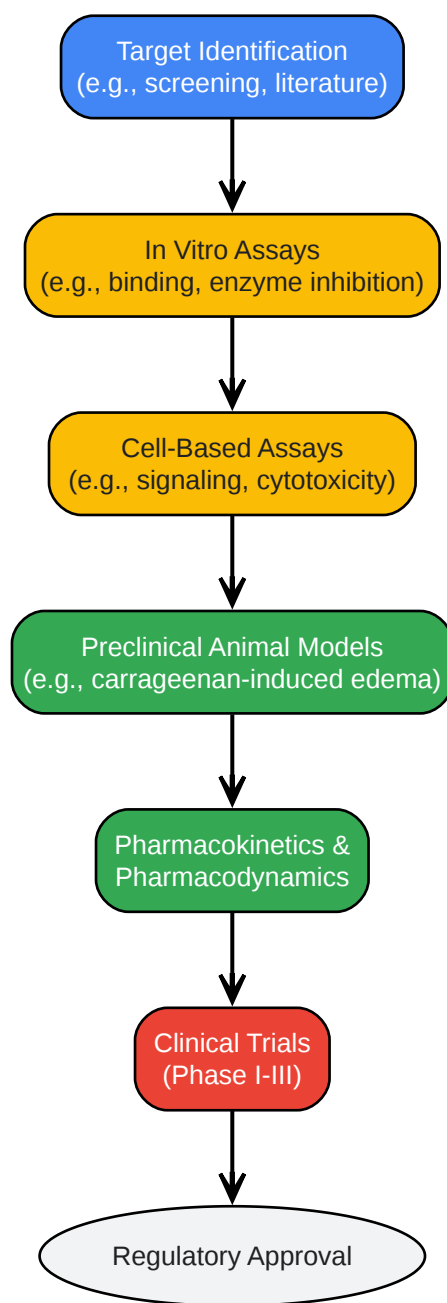 Target Identification
(e.g., screening, literature)
In Vitro Assays
(e.g., binding, enzyme inhibition)
Cell-Based Assays
(e.g., signaling, cytotoxicity)
Preclinical Animal Models
(e.g., carrageenan-induced edema)
Pharmacokinetics &
Pharmacodynamics
Clinical Trials
(Phase I-III)
Regulatory Approval